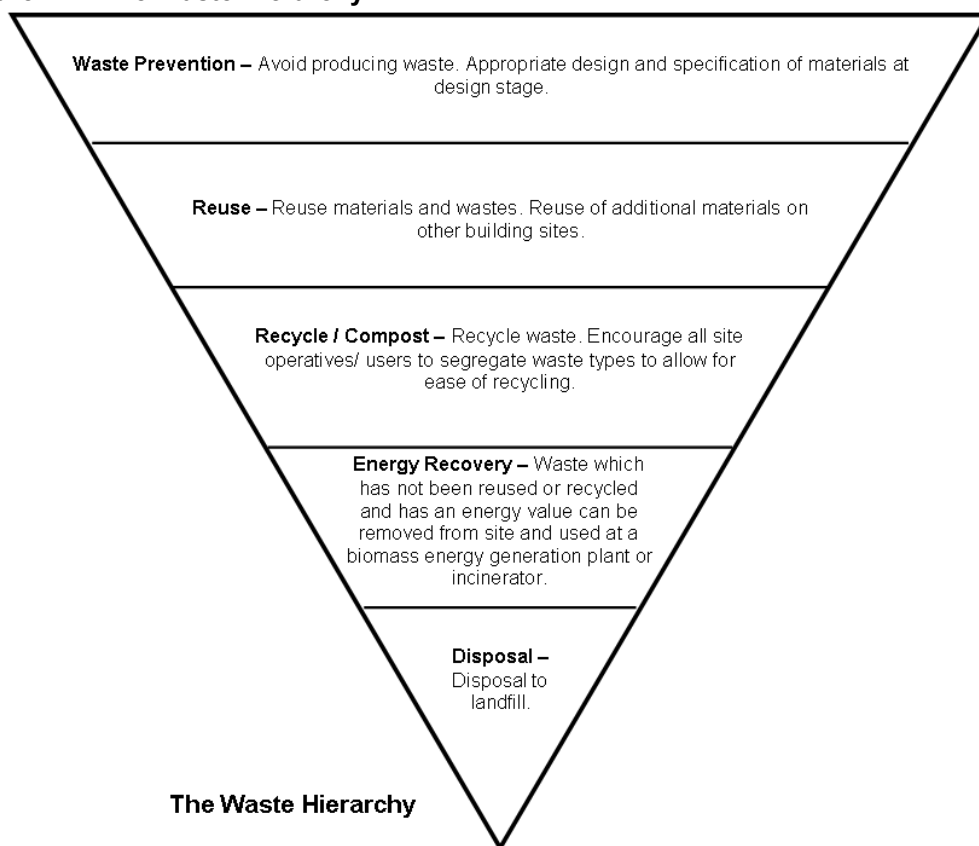 Waste Prevention – Avoid producing waste. Appropriate design and specification of materials at
design stage.
Reuse – Reuse materials and wastes. Reuse of additional materials on
other building sites.
Recycle / Compost – Recycle waste. Encourage all site
operatives/ users to segregate waste types to allow for
ease of recycling.
Energy Recovery – Waste which
has not been reused or recycled
and has an energy value can be
removed from site and used at a
biomass energy generation plant or
incinerator.
Disposal –
Disposal to
landfill.
The Waste Hierarchy